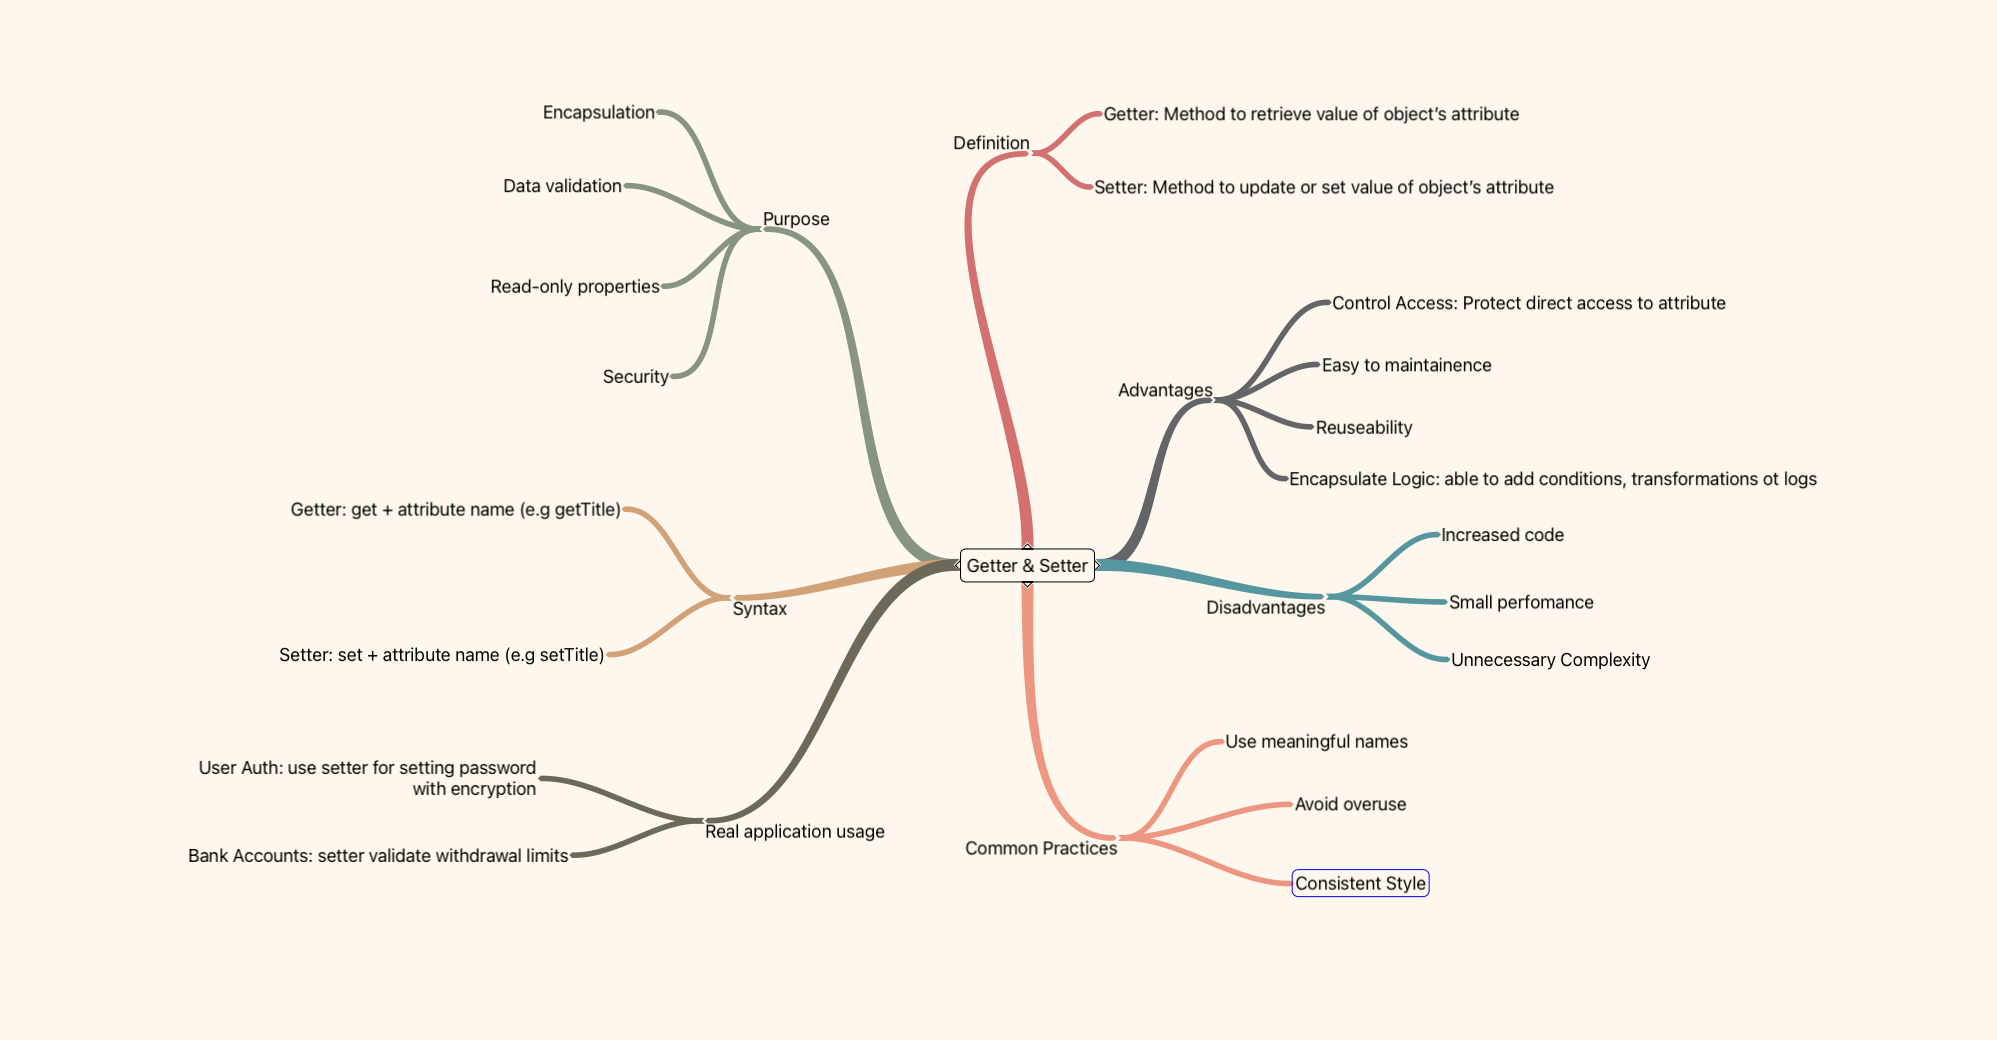 Getter & Setter
Definition
Getter: Method to retrieve value of object’s attribute
Setter: Method to update or set value of object’s attribute
Advantages
Control Access: Protect direct access to attribute
Easy to maintainence
Reuseability
Encapsulate Logic: able to add conditions, transformations ot logs
Disadvantages
Increased code
Small perfomance
Unnecessary Complexity
Common Practices
Use meaningful names
Avoid overuse
Consistent Style
Purpose
Encapsulation
Data validation
Read-only properties
Security
Syntax
Getter: get + attribute name (e.g getTitle)
Setter: set + attribute name (e.g setTitle)
Real application usage
User Auth: use setter for setting password
with encryption
Bank Accounts: setter validate withdrawal limits